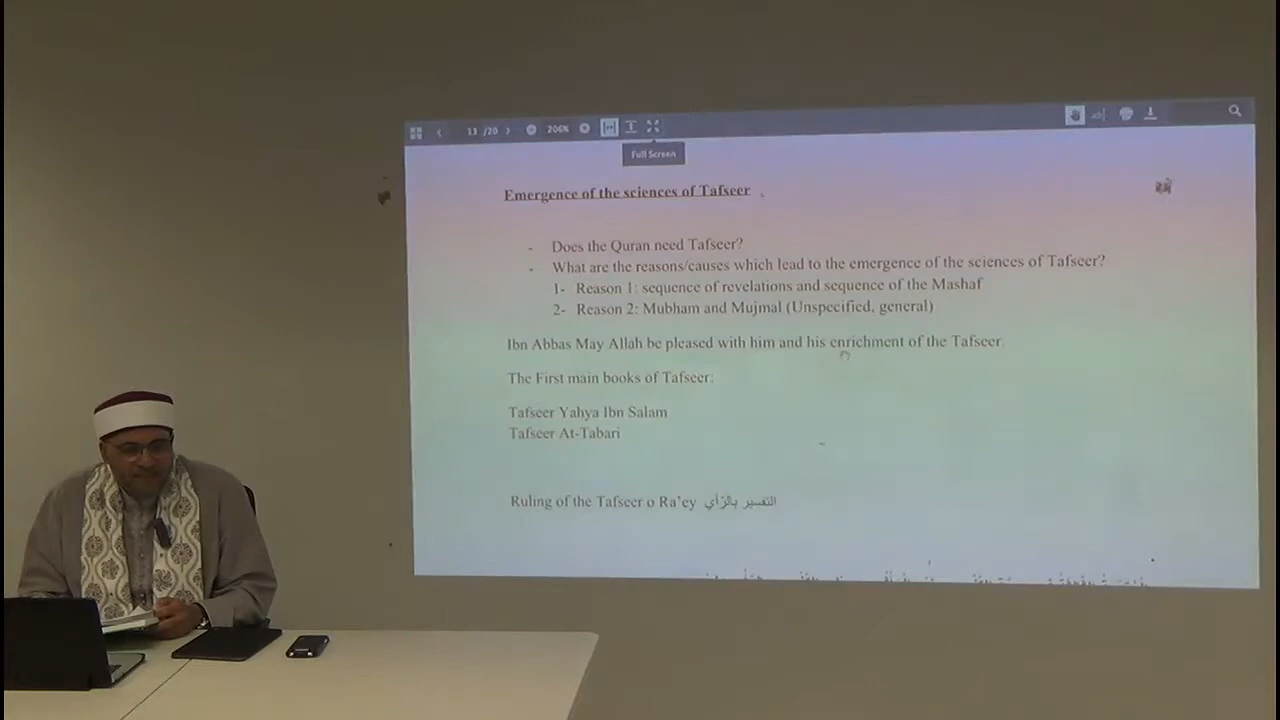 13 /20
206%
Full Screen
Emergence of the sciences of Tafseer
- Does the Quran need Tafseer?
- What are the reasons/causes which lead to the emergence of the sciences of Tafseer?
1- Reason 1: sequence of revelations and sequence of the Mashaf
2- Reason 2: Mubham and Mujmal (Unspecified, general)
Ibn Abbas May Allah be pleased with him and his enrichment of the Tafseer
The First main books of Tafseer:
Tafseer Yahya Ibn Salam
Tafseer At-Tabari
Ruling of the Tafseer o Ra'ey التفسير بالرأي